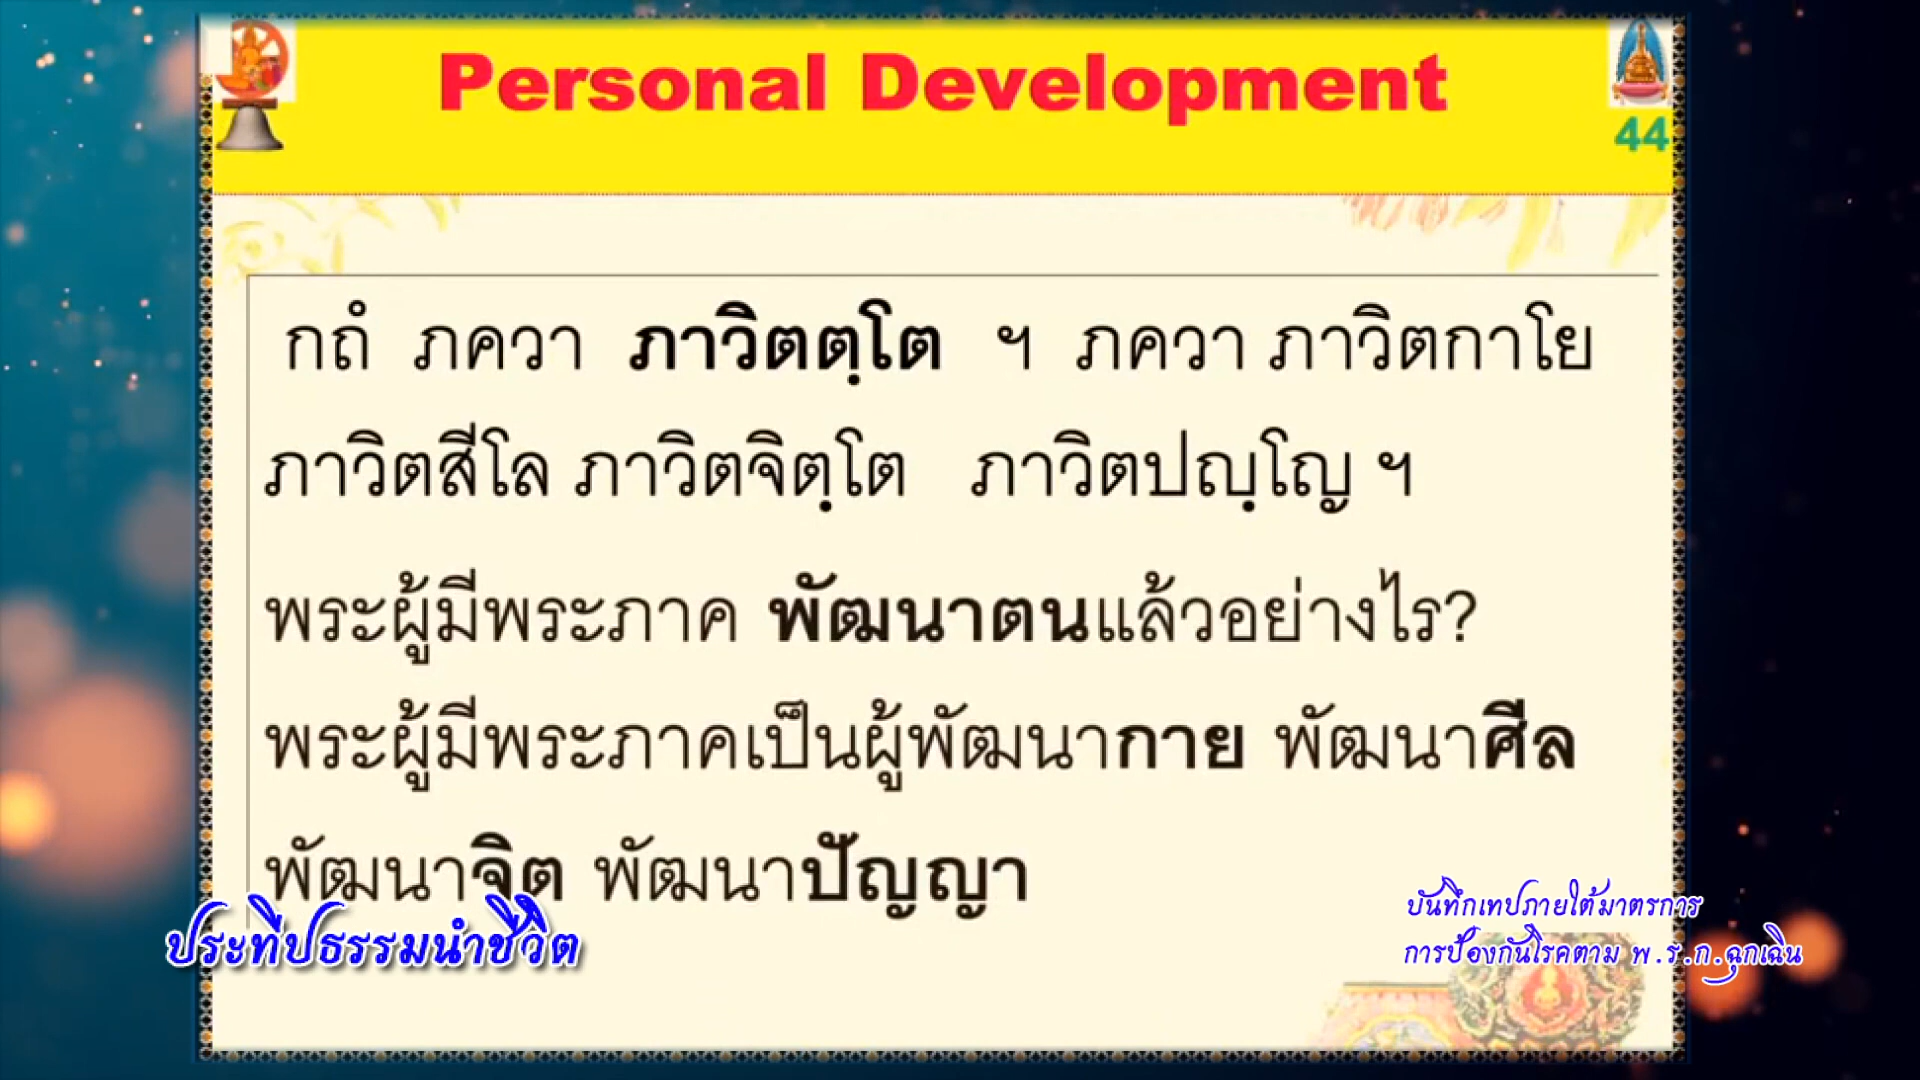 Personal Development
44
กถํ ภควา ภาวิตตฺโต ฯ ภควา ภาวิตกาโย
ภาวิตสีโล ภาวิตจิตฺโต ภาวิตปญฺโญ ฯ
พระผู้มีพระภาค พัฒนาตนแล้วอย่างไร?
พระผู้มีพระภาคเป็นผู้พัฒนากาย พัฒนาศีล
พัฒนาจิต พัฒนาปัญญา
ประทีปธรรมนำชีวิต
บันทึกเทปภายใต้มาตรการ
การป้องกันโรคตาม พ.ร.ก.ฉุกเฉิน